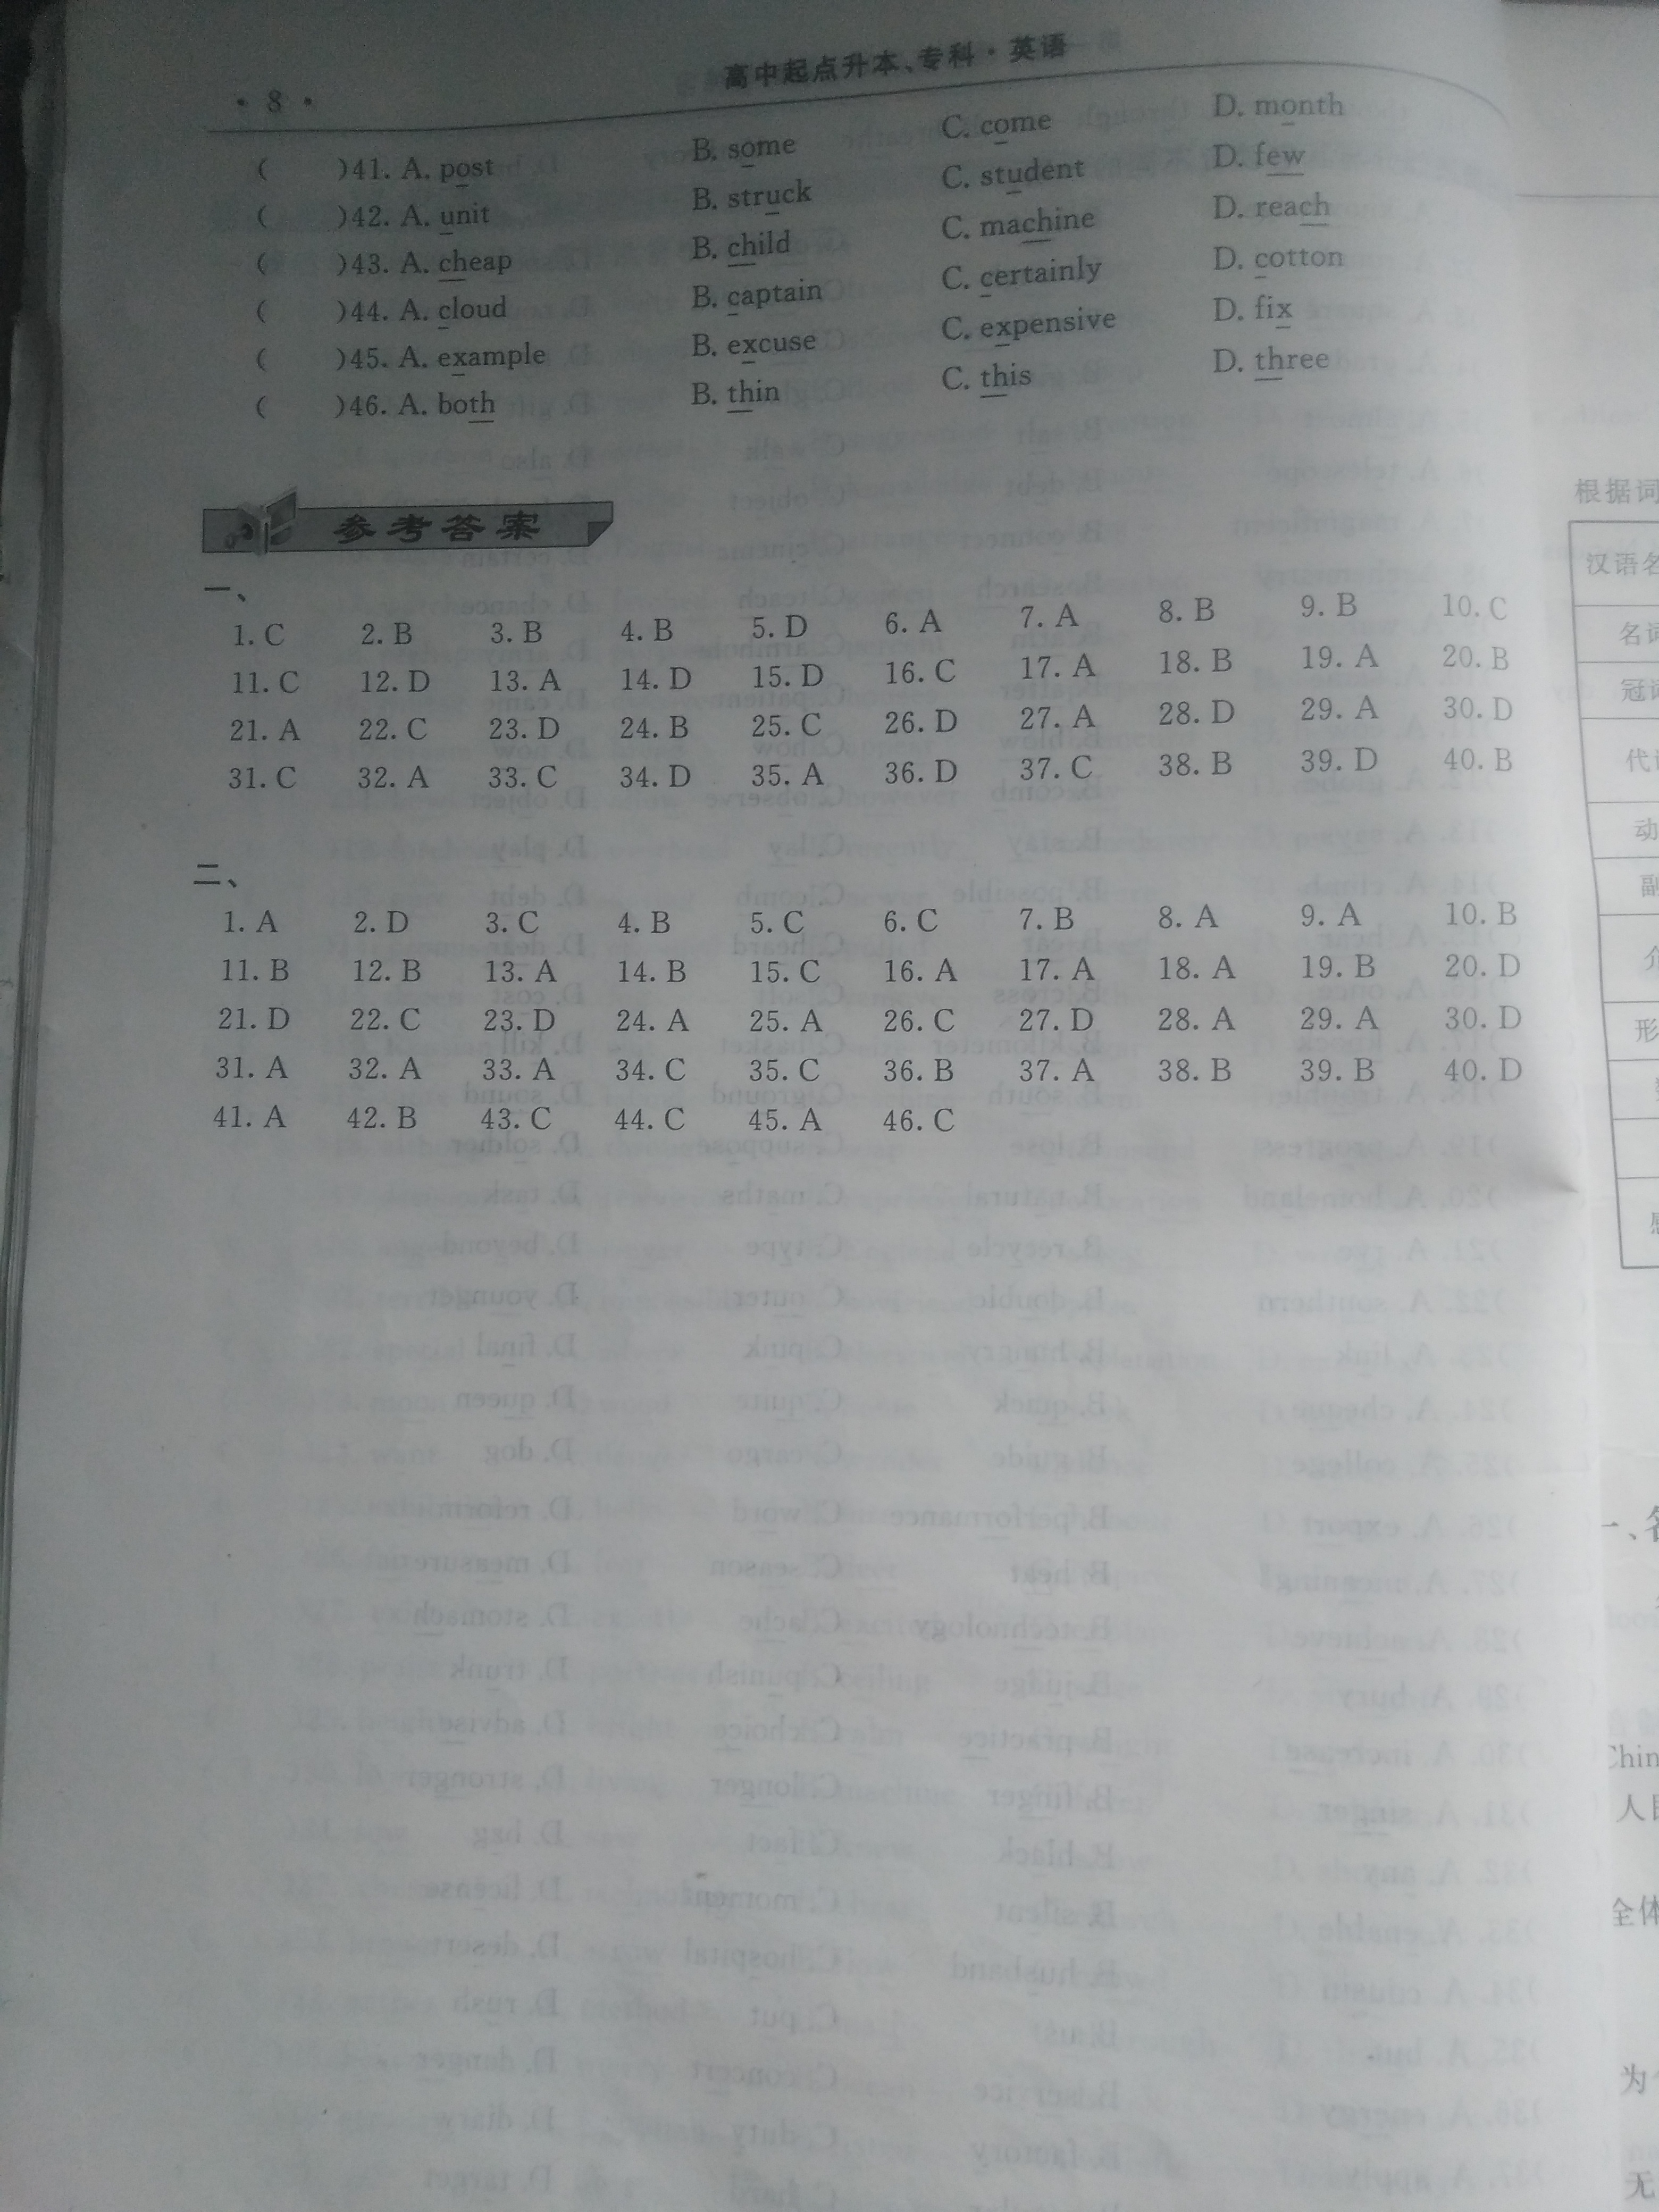 · 8 ·
高中起点升本、专科·英语
( )41. A. post B. some C. come D. month
( )42. A. unit B. struck C. student D. few
( )43. A. cheap B. child C. machine D. reach
( )44. A. cloud B. captain C. certainly D. cotton
( )45. A. example B. excuse C. expensive D. fix
( )46. A. both B. thin C. this D. three
参考答案
一、
1. C 2. B 3. B 4. B 5. D 6. A 7. A 8. B 9. B 10. C
11. C 12. D 13. A 14. D 15. D 16. C 17. A 18. B 19. A 20. B
21. A 22. C 23. D 24. B 25. C 26. D 27. A 28. D 29. A 30. D
31. C 32. A 33. C 34. D 35. A 36. D 37. C 38. B 39. D 40. B
二、
1. A 2. D 3. C 4. B 5. C 6. C 7. B 8. A 9. A 10. B
11. B 12. B 13. A 14. B 15. C 16. A 17. A 18. A 19. B 20. D
21. D 22. C 23. D 24. A 25. A 26. C 27. D 28. A 29. A 30. D
31. A 32. A 33. A 34. C 35. C 36. B 37. A 38. B 39. B 40. D
41. A 42. B 43. C 44. C 45. A 46. C
根据词
汉语名
名词
冠词
代
动
副
介
形
一、
人
全体
为
无